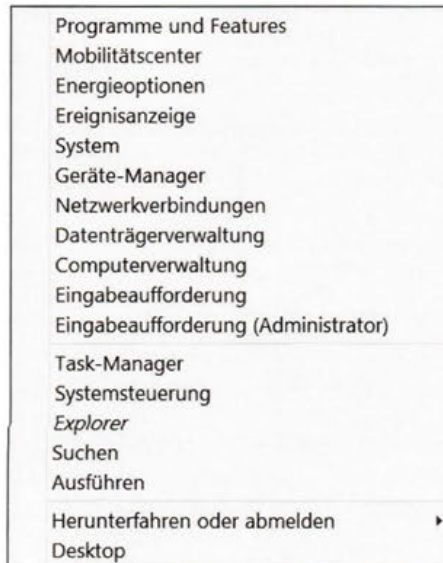 Programme und Features
Mobilitätscenter
Energieoptionen
Ereignisanzeige
System
Geräte-Manager
Netzwerkverbindungen
Datenträgerverwaltung
Computerverwaltung
Eingabeaufforderung
Eingabeaufforderung (Administrator)
Task-Manager
Systemsteuerung
Explorer
Suchen
Ausführen
Herunterfahren oder abmelden
Desktop